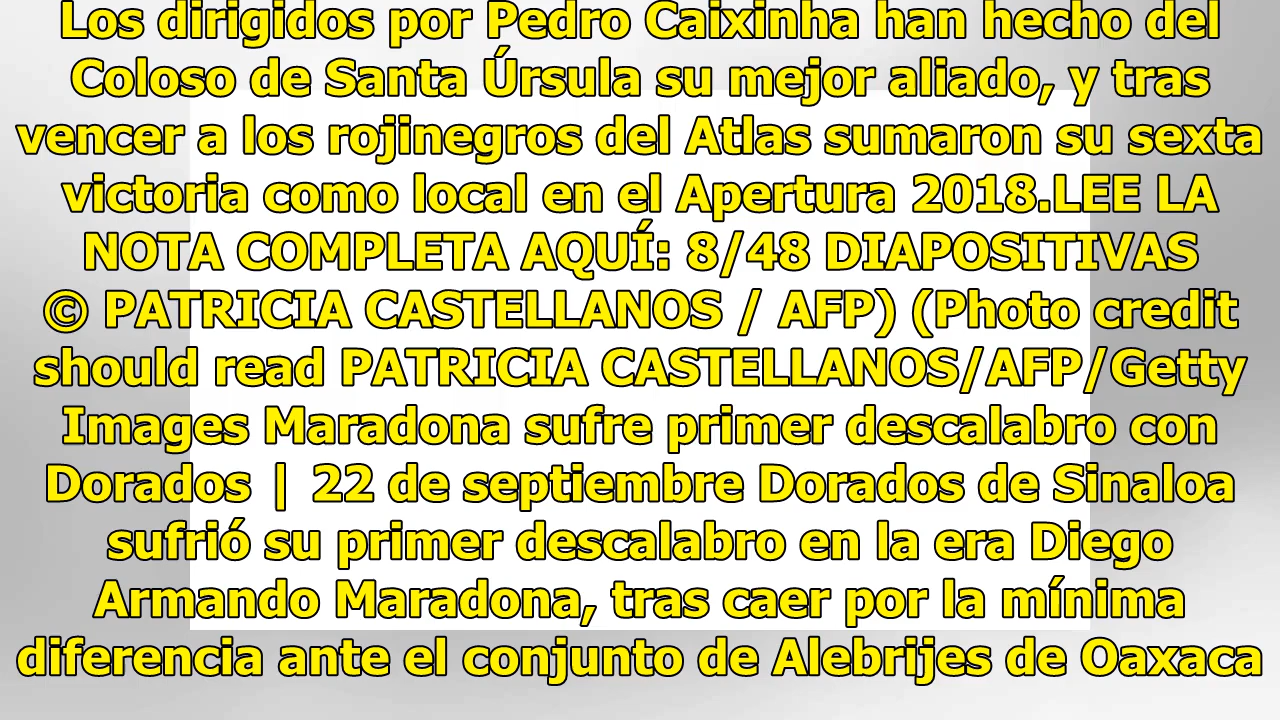 Los dirigidos por Pedro Caixinha han hecho del
Coloso de Santa Úrsula su mejor aliado, y tras
vencer a los rojinegros del Atlas sumaron su sexta
victoria como local en el Apertura 2018.LEE LA
NOTA COMPLETA AQUÍ: 8/48 DIAPOSITIVAS
© PATRICIA CASTELLANOS / AFP) (Photo credit
should read PATRICIA CASTELLANOS/AFP/Getty
Images Maradona sufre primer descalabro con
Dorados | 22 de septiembre Dorados de Sinaloa
sufrió su primer descalabro en la era Diego
Armando Maradona, tras caer por la mínima
diferencia ante el conjunto de Alebrijes de Oaxaca